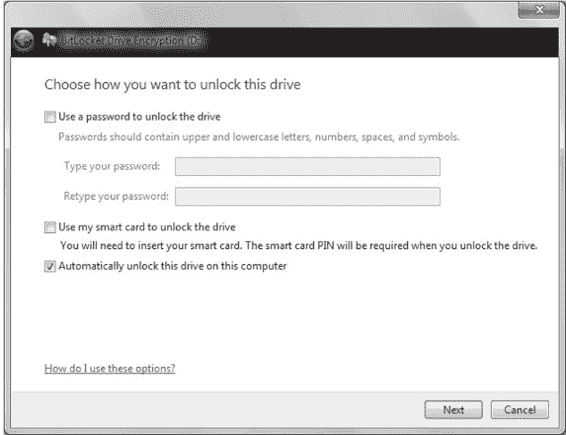 BitLocker Drive Encryption (D:
Choose how you want to unlock this drive
Use a password to unlock the drive
Passwords should contain upper and lowercase letters, numbers, spaces, and symbols.
Type your password:
Retype your password:
Use my smart card to unlock the drive
You will need to insert your smart card. The smart card PIN will be required when you unlock the drive.
Automatically unlock this drive on this computer
How do I use these options?
Next Cancel